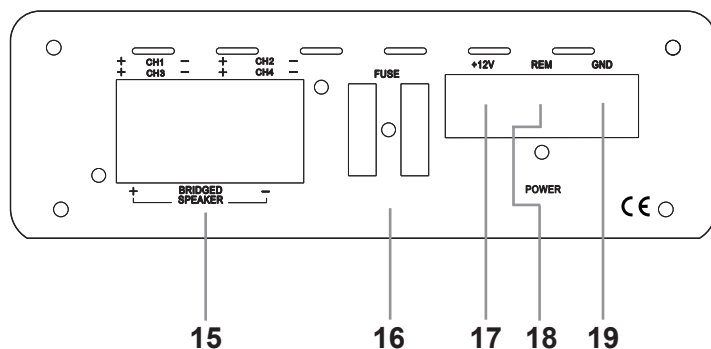 + CH1 - + CH2 -
+ CH3 - + CH4 -
FUSE
+12V REM GND
+ BRIDGED -
SPEAKER
POWER
CE
15 16 17 18 19